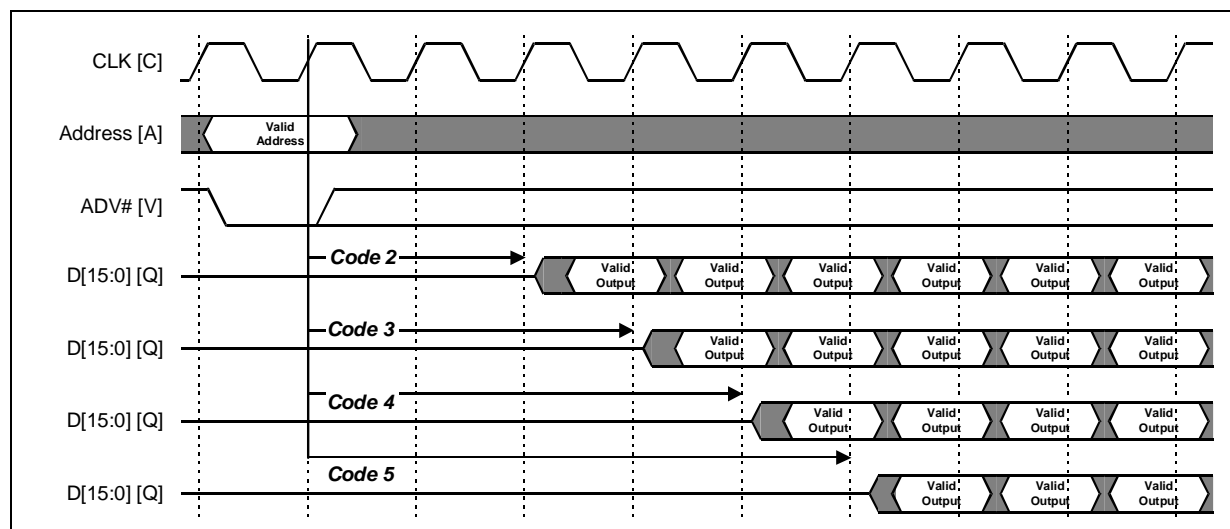 CLK [C]
Address [A]
Valid
Address
ADV# [V]
Code 2
D[15:0] [Q]
Valid Valid Valid Valid Valid Valid
Output Output Output Output Output Output
Code 3
D[15:0] [Q]
Valid Valid Valid Valid Valid
Output Output Output Output Output
Code 4
D[15:0] [Q]
Valid Valid Valid Valid
Output Output Output Output
Code 5
D[15:0] [Q]
Valid Valid Valid
Output Output Output